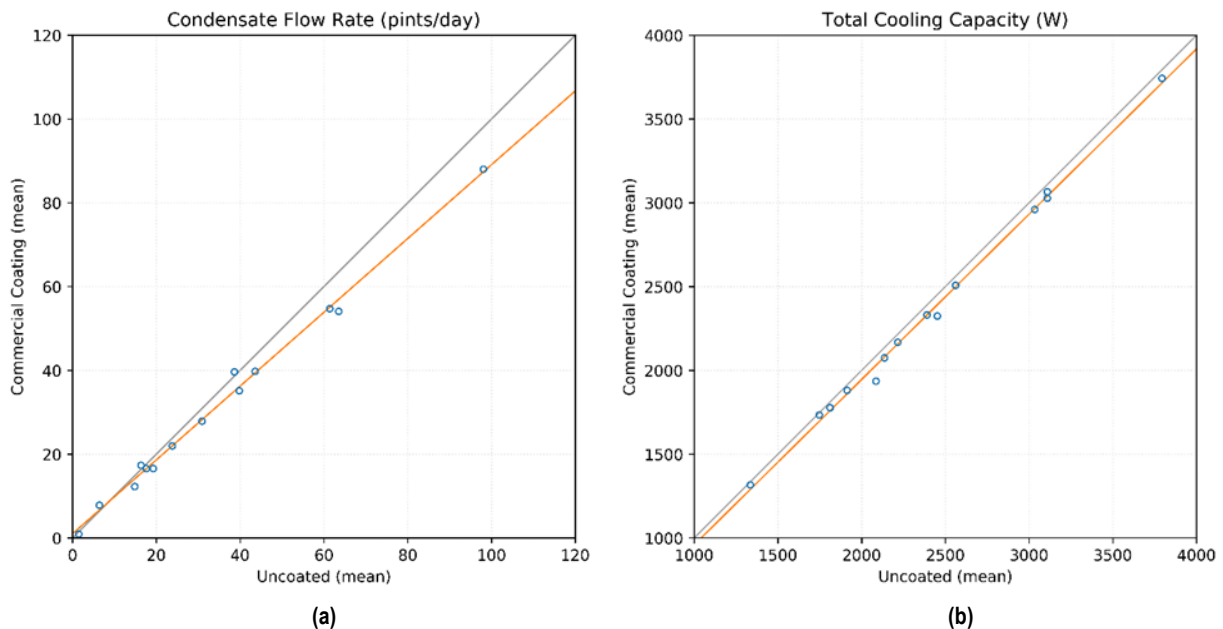 Condensate Flow Rate (pints/day)
120
100
80
60
40
20
0
Commercial Coating (mean)
0 20 40 60 80 100 120
Uncoated (mean)
(a)
Total Cooling Capacity (W)
4000
3500
3000
2500
2000
1500
1000
Commercial Coating (mean)
1000 1500 2000 2500 3000 3500 4000
Uncoated (mean)
(b)